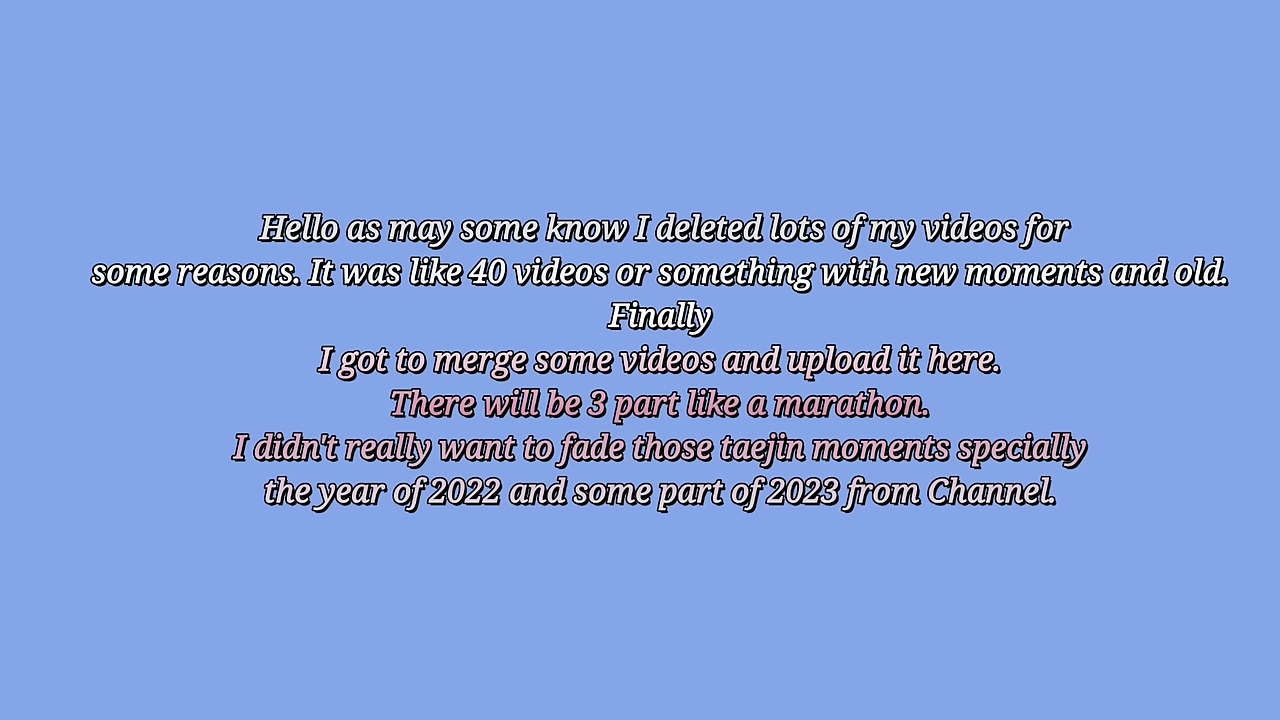 Hello as may some know I deleted lots of my videos for
some reasons. It was like 40 videos or something with new moments and old.
Finally
I got to merge some videos and upload it here.
There will be 3 part like a marathon.
I didn't really want to fade those taejin moments specially
the year of 2022 and some part of 2023 from Channel.